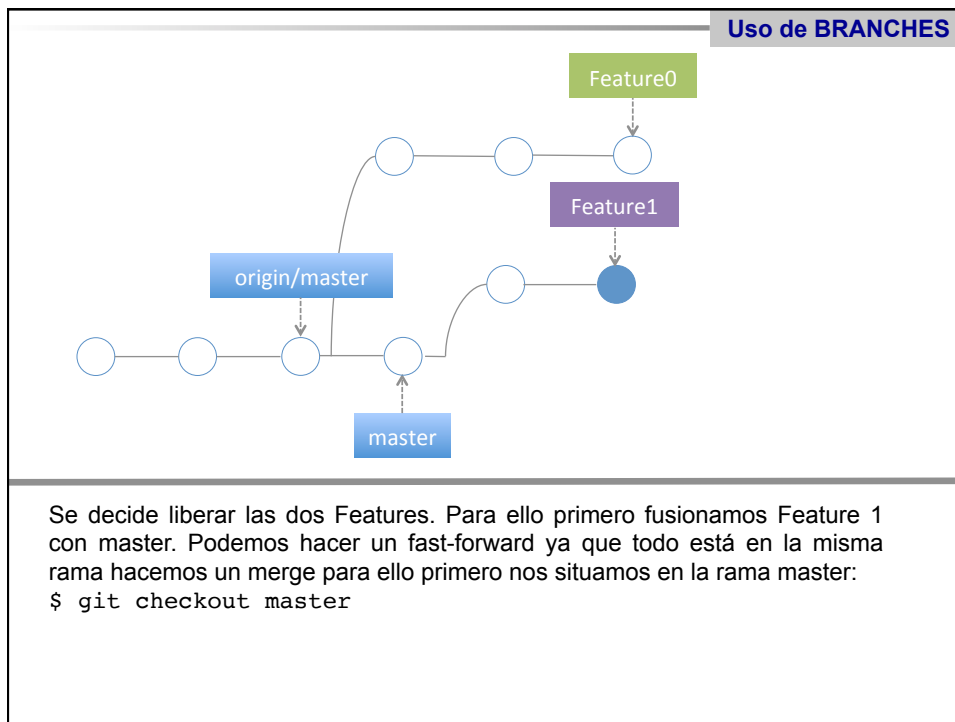 Uso de BRANCHES
Feature0
Feature1
origin/master
master
Se decide liberar las dos Features. Para ello primero fusionamos Feature 1
con master. Podemos hacer un fast-forward ya que todo está en la misma
rama hacemos un merge para ello primero nos situamos en la rama master:
$ git checkout master